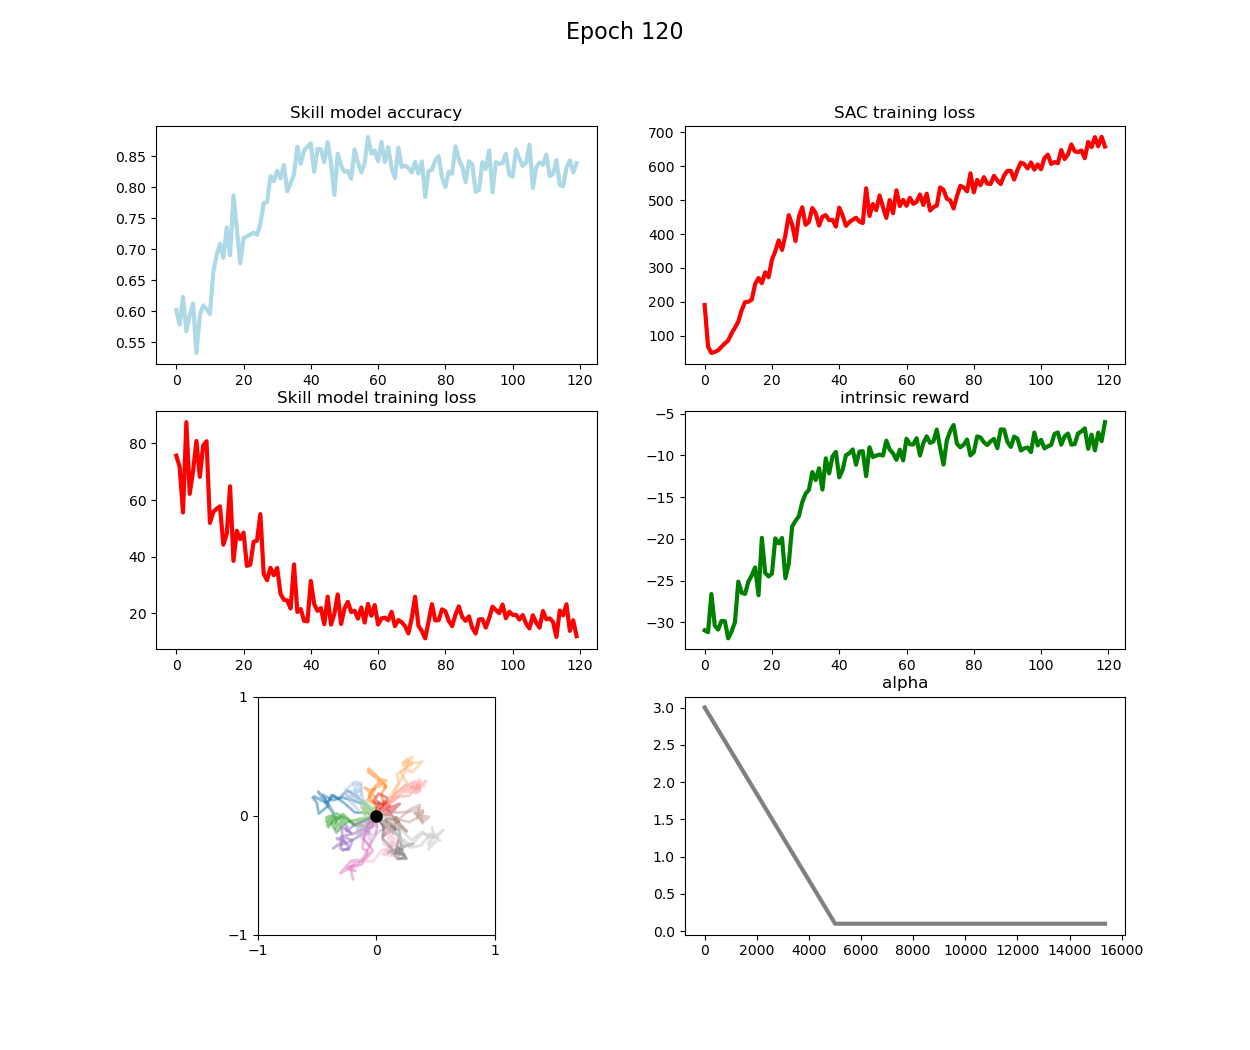 Epoch 120
Skill model accuracy
0.85
0.80
0.75
0.70
0.65
0.60
0.55
0 20 40 60 80 100 120
SAC training loss
700
600
500
400
300
200
100
0 20 40 60 80 100 120
Skill model training loss
80
60
40
20
0 20 40 60 80 100 120
intrinsic reward
−5
−10
−15
−20
−25
−30
0 20 40 60 80 100 120
1
0
−1
−1 0 1
alpha
3.0
2.5
2.0
1.5
1.0
0.5
0.0
0 2000 4000 6000 8000 10000 12000 14000 16000